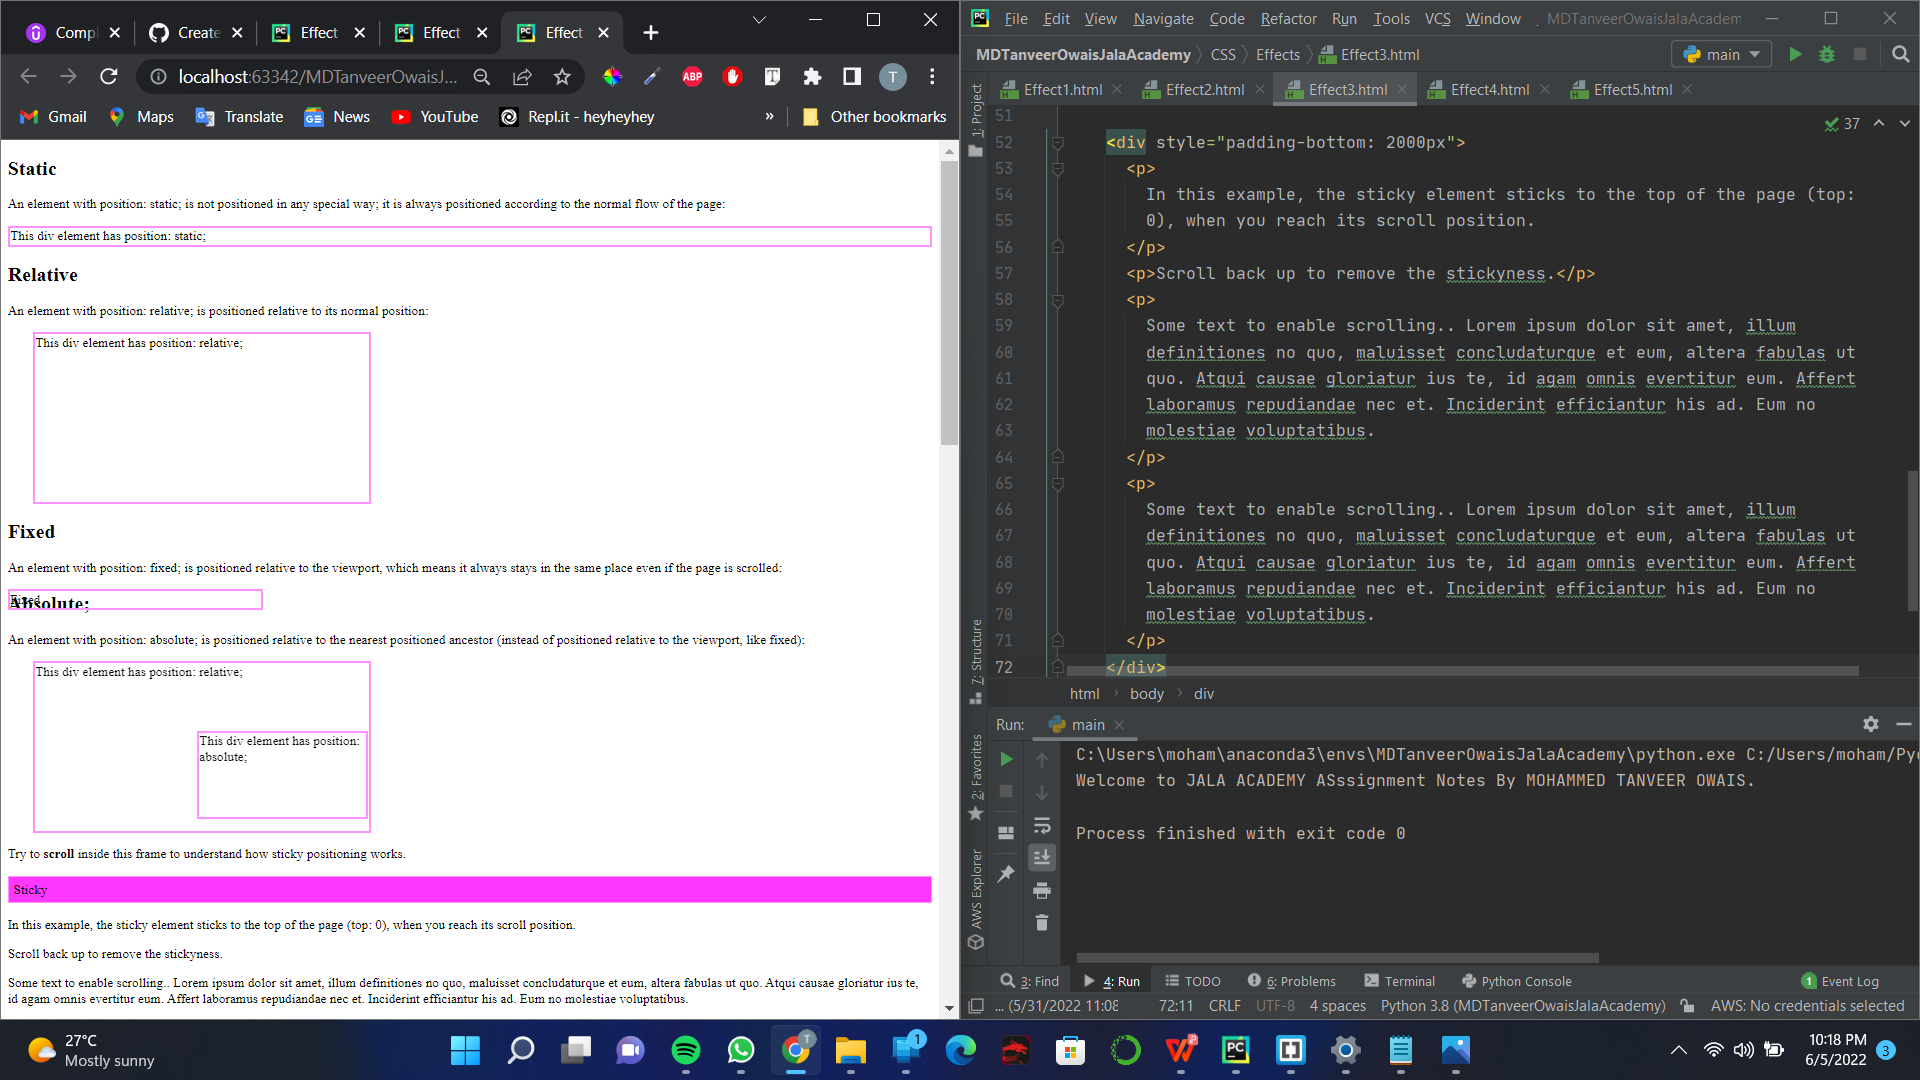 Compl
Create
Effect
Effect
Effect
localhost:63342/MDTanveerOwaisJ...
ABP
T
T
Gmail
Maps
Translate
News
YouTube
Repl.it - heyheyhey
»
Other bookmarks
Static
An element with position: static; is not positioned in any special way; it is always positioned according to the normal flow of the page:
This div element has position: static;
Relative
An element with position: relative; is positioned relative to its normal position:
This div element has position: relative;
Fixed
An element with position: fixed; is positioned relative to the viewport, which means it always stays in the same place even if the page is scrolled:
Fixed
Absolute;
An element with position: absolute; is positioned relative to the nearest positioned ancestor (instead of positioned relative to the viewport, like fixed):
This div element has position: relative;
This div element has position:
absolute;
Try to scroll inside this frame to understand how sticky positioning works.
Sticky
In this example, the sticky element sticks to the top of the page (top: 0), when you reach its scroll position.
Scroll back up to remove the stickyness.
Some text to enable scrolling.. Lorem ipsum dolor sit amet, illum definitiones no quo, maluisset concludaturque et eum, altera fabulas ut quo. Atqui causae gloriatur ius te,
id agam omnis evertitur eum. Affert laboramus repudiandae nec et. Inciderint efficiantur his ad. Eum no molestiae voluptatibus.
File Edit View Navigate Code Refactor Run Tools VCS Window MDTanveerOwaisJalaAcadem
MDTanveerOwaisJalaAcademy CSS Effects Effect3.html main
Effect1.html Effect2.html Effect3.html Effect4.html Effect5.html
1: Project
7: Structure
2: Favorites
AWS Explorer
37
51
52 <div style="padding-bottom: 2000px">
53 <p>
54 In this example, the sticky element sticks to the top of the page (top:
55 0), when you reach its scroll position.
56 </p>
57 <p>Scroll back up to remove the stickyness.</p>
58 <p>
59 Some text to enable scrolling.. Lorem ipsum dolor sit amet, illum
60 definitiones no quo, maluisset concludaturque et eum, altera fabulas ut
61 quo. Atqui causae gloriatur ius te, id agam omnis evertitur eum. Affert
62 laboramus repudiandae nec et. Inciderint efficiantur his ad. Eum no
63 molestiae voluptatibus.
64 </p>
65 <p>
66 Some text to enable scrolling.. Lorem ipsum dolor sit amet, illum
67 definitiones no quo, maluisset concludaturque et eum, altera fabulas ut
68 quo. Atqui causae gloriatur ius te, id agam omnis evertitur eum. Affert
69 laboramus repudiandae nec et. Inciderint efficiantur his ad. Eum no
70 molestiae voluptatibus.
71 </p>
72 </div>
html body div
Run: main
C:\Users\moham\anaconda3\envs\MDTanveerOwaisJalaAcademy\python.exe C:/Users/moham/Pyc
Welcome to JALA ACADEMY ASssignment Notes By MOHAMMED TANVEER OWAIS.
Process finished with exit code 0
3: Find 4: Run TODO 6: Problems Terminal Python Console 1 Event Log
... (5/31/2022 11:08 72:11 CRLF UTF-8 4 spaces Python 3.8 (MDTanveerOwaisJalaAcademy) AWS: No credentials selected
27°C
Mostly sunny
T
1
PC
10:18 PM
6/5/2022
3